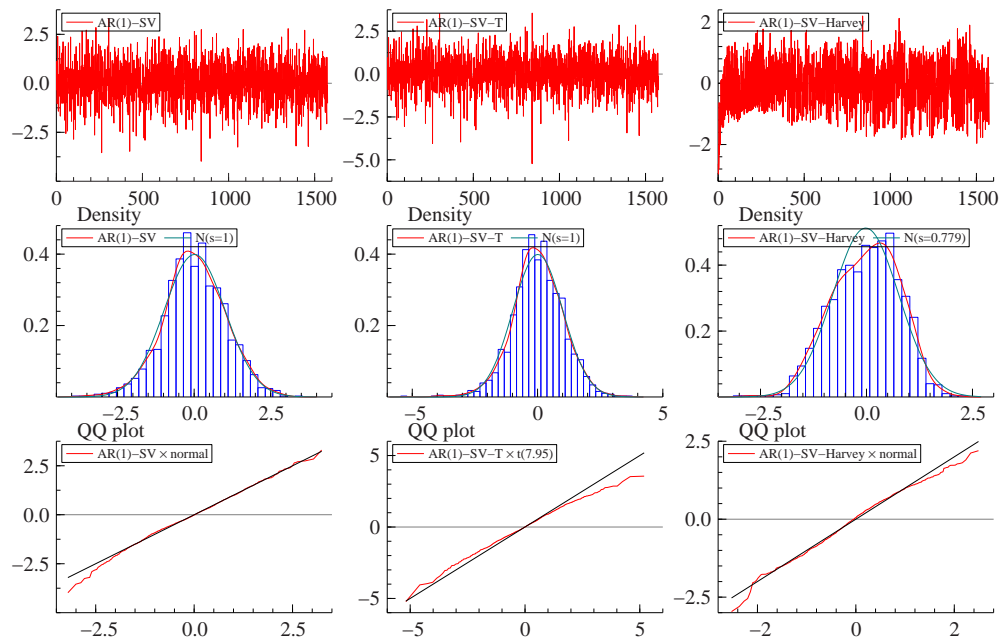 AR(1)−SV
2.5
0.0
−2.5
0 500 1000 1500
AR(1)−SV−T
2.5
0.0
−2.5
−5.0
0 500 1000 1500
AR(1)−SV−Harvey
2
0
−2
0 500 1000 1500
Density
AR(1)−SV N(s=1)
0.4
0.2
−2.5 0.0 2.5
Density
AR(1)−SV−T N(s=1)
0.4
0.2
−5 0 5
Density
AR(1)−SV−Harvey N(s=0.779)
0.4
0.2
−2.5 0.0 2.5
QQ plot
AR(1)−SV × normal
2.5
0.0
−2.5
−2.5 0.0 2.5
QQ plot
AR(1)−SV−T × t(7.95)
5
0
−5
−5 0 5
QQ plot
AR(1)−SV−Harvey × normal
2.5
0.0
−2.5
−2 0 2